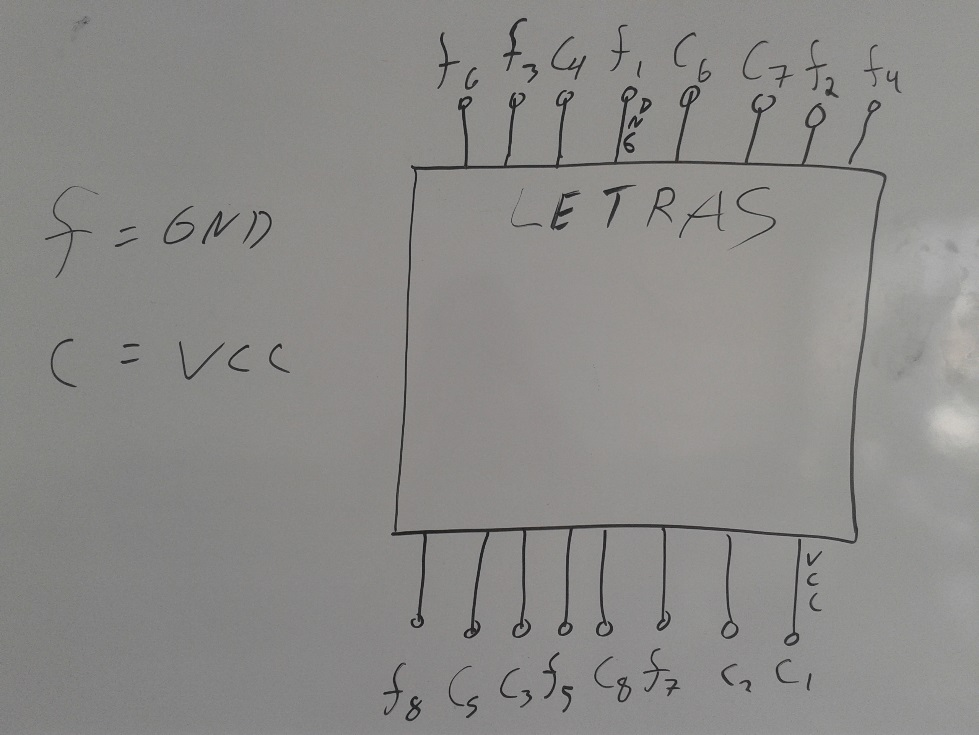 f6 f3 C4 f1 C6 C7 f2 f4
GND
LETRAS
f = GND
C = VCC
VCC
f8 C5 C3 f5 C8 f7 C2 C1